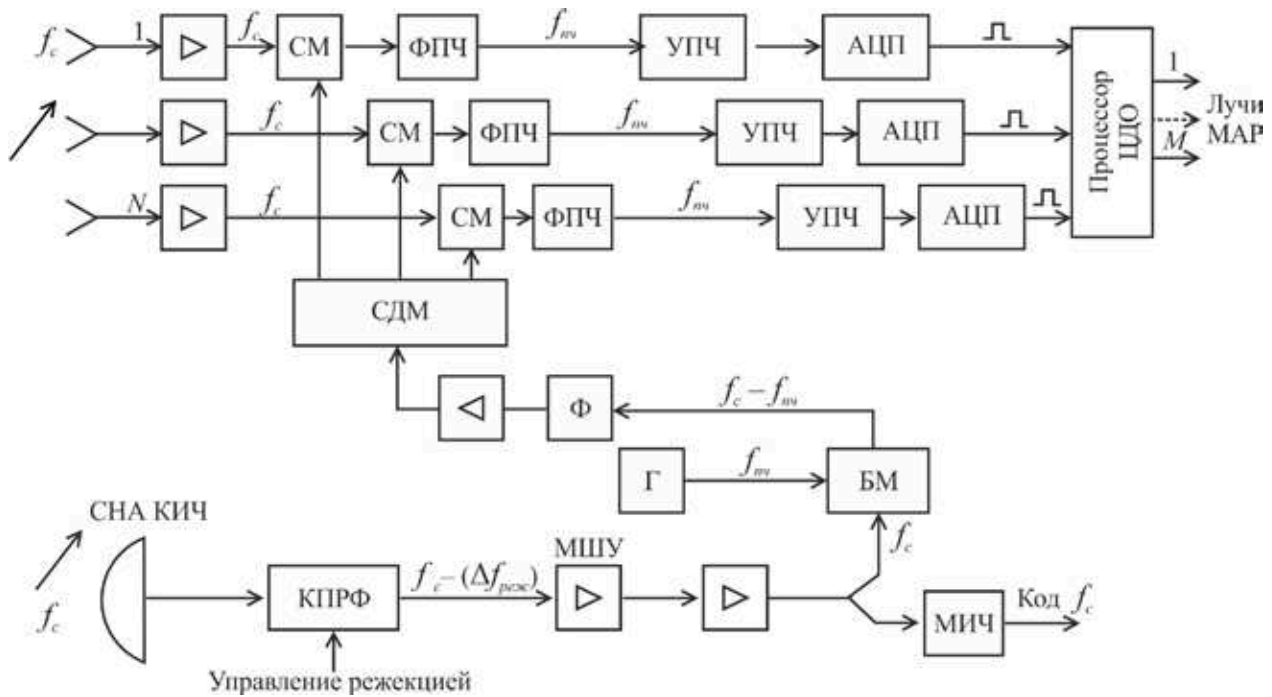 f_c 1 f_c СМ ФПЧ f_пч УПЧ АЦП
1
f_c СМ ФПЧ f_пч УПЧ АЦП
Процессор
ЦДО
Лучи
МАР
M
N f_c СМ ФПЧ f_пч УПЧ АЦП
СДМ
Ф f_c – f_пч
Г f_пч БМ
СНА КИЧ
f_c
МШУ
f_c
КПРФ f_c – (Δf_реж)
МИЧ Код f_c
Управление режекцией